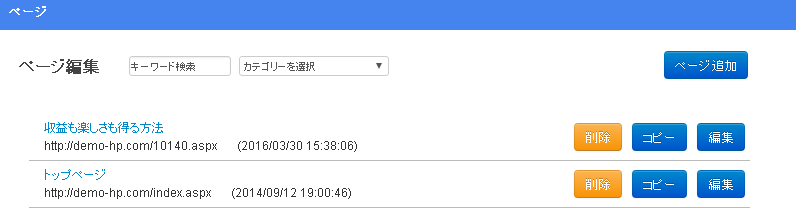 ページ
ページ編集 キーワード検索 カテゴリーを選択 ページ追加
収益も楽しさも得る方法
http://demo-hp.com/10140.aspx (2016/03/30 15:38:06) 削除 コピー 編集
トップページ
http://demo-hp.com/index.aspx (2014/09/12 19:00:46) 削除 コピー 編集